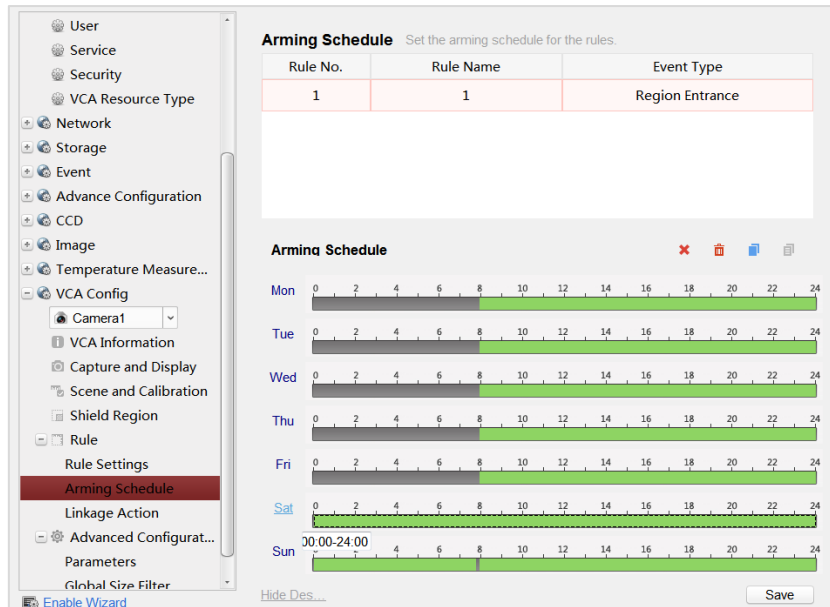 User
Service
Security
VCA Resource Type
Network
Storage
Event
Advance Configuration
CCD
Image
Temperature Measure...
VCA Config
Camera1
VCA Information
Capture and Display
Scene and Calibration
Shield Region
Rule
Rule Settings
Arming Schedule
Linkage Action
Advanced Configurat...
Parameters
Global Size Filter
Enable Wizard
Arming Schedule Set the arming schedule for the rules.
Rule No. Rule Name Event Type
1 1 Region Entrance
Arming Schedule
Mon 0 2 4 6 8 10 12 14 16 18 20 22 24
Tue 0 2 4 6 8 10 12 14 16 18 20 22 24
Wed 0 2 4 6 8 10 12 14 16 18 20 22 24
Thu 0 2 4 6 8 10 12 14 16 18 20 22 24
Fri 0 2 4 6 8 10 12 14 16 18 20 22 24
Sat 0 2 4 6 8 10 12 14 16 18 20 22 24
00:00-24:00
Sun 4 6 8 10 12 14 16 18 20 22 24
Hide Des... Save